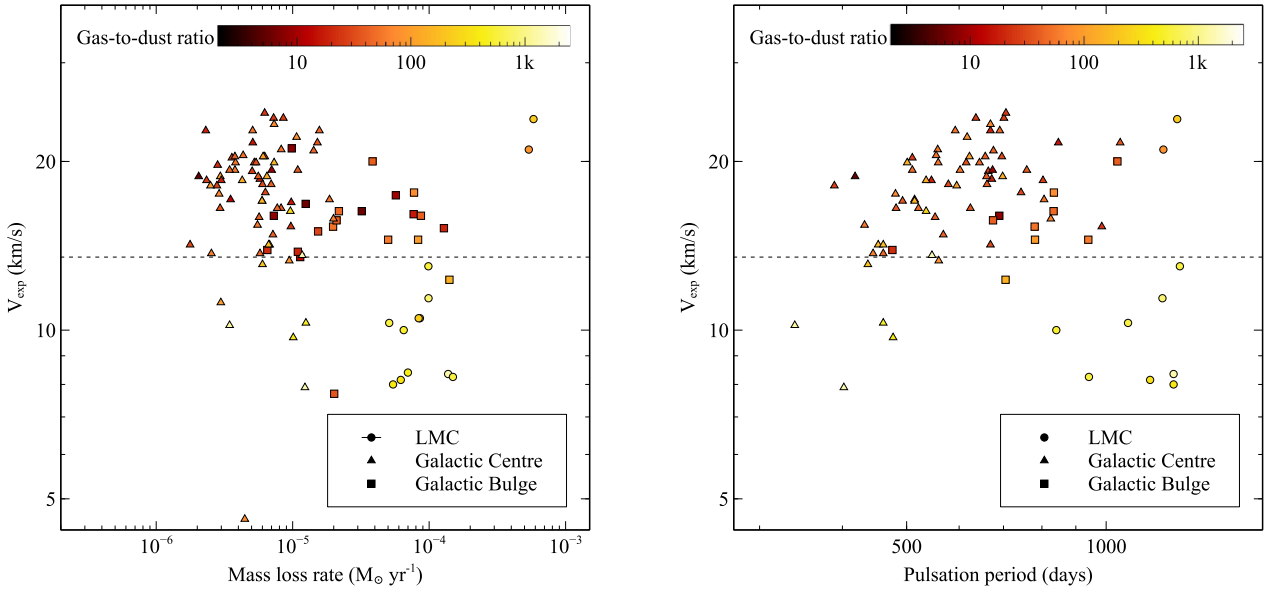 Gas-to-dust ratio
10 100 1k
20
10
5
V_exp (km/s)
LMC
Galactic Centre
Galactic Bulge
10⁻⁶ 10⁻⁵ 10⁻⁴ 10⁻³
Mass loss rate (M☉ yr⁻¹)
Gas-to-dust ratio
10 100 1k
20
10
5
V_exp (km/s)
LMC
Galactic Centre
Galactic Bulge
500 1000
Pulsation period (days)